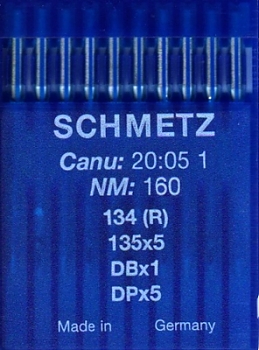 SCHMETZ
Canu: 20:05 1
NM: 160
134 (R)
135x5
DBx1
DPx5
Made in Germany